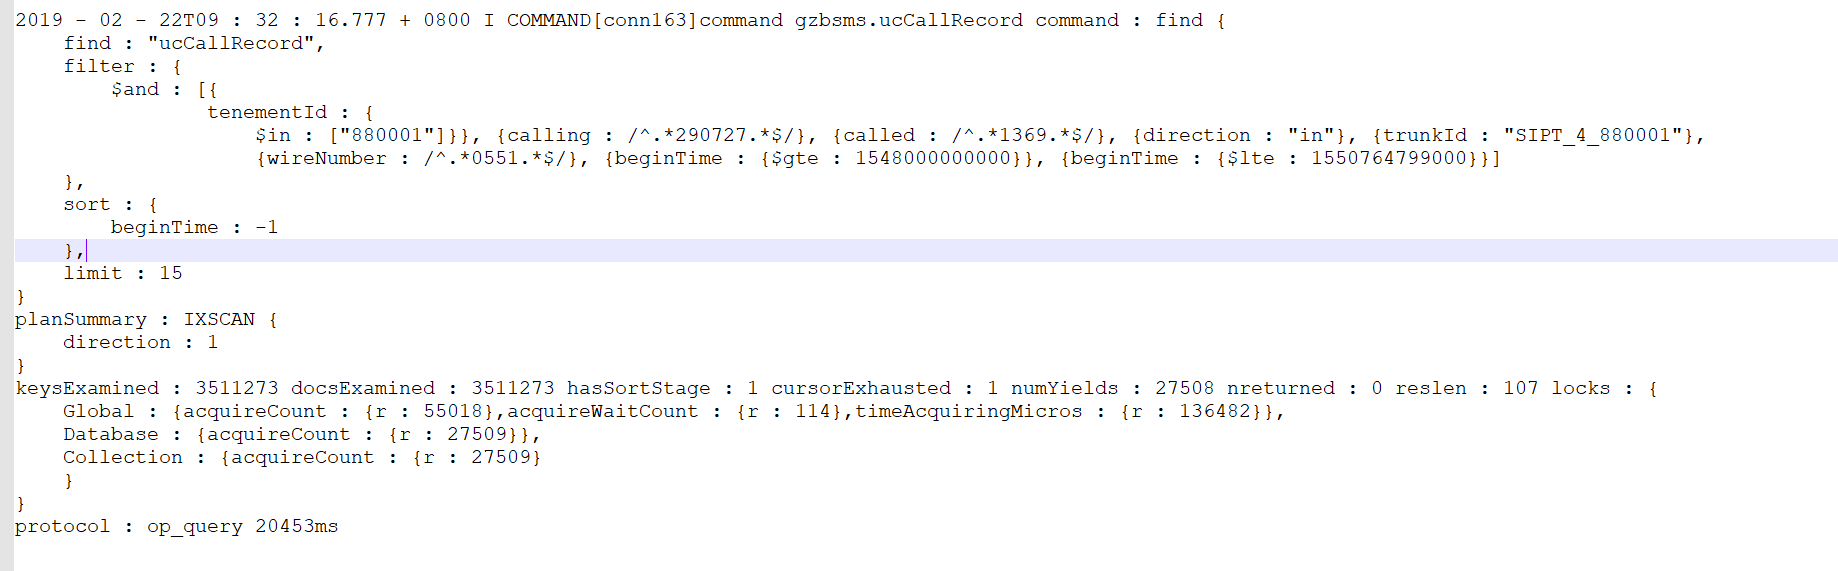 2019 - 02 - 22T09 : 32 : 16.777 + 0800 I COMMAND[conn163]command gzbsms.ucCallRecord command : find {
    find : "ucCallRecord",
    filter : {
        $and : [{
                tenementId : {
                    $in : ["880001"]}}, {calling : /^.*290727.*$/}, {called : /^.*1369.*$/}, {direction : "in"}, {trunkId : "SIPT_4_880001"},
                    {wireNumber : /^.*0551.*$/}, {beginTime : {$gte : 1548000000000}}, {beginTime : {$lte : 1550764799000}}]
    },
    sort : {
        beginTime : -1
    },
    limit : 15
}
planSummary : IXSCAN {
    direction : 1
}
keysExamined : 3511273 docsExamined : 3511273 hasSortStage : 1 cursorExhausted : 1 numYields : 27508 nreturned : 0 reslen : 107 locks : {
    Global : {acquireCount : {r : 55018},acquireWaitCount : {r : 114},timeAcquiringMicros : {r : 136482}},
    Database : {acquireCount : {r : 27509}},
    Collection : {acquireCount : {r : 27509}
    }
}
protocol : op_query 20453ms